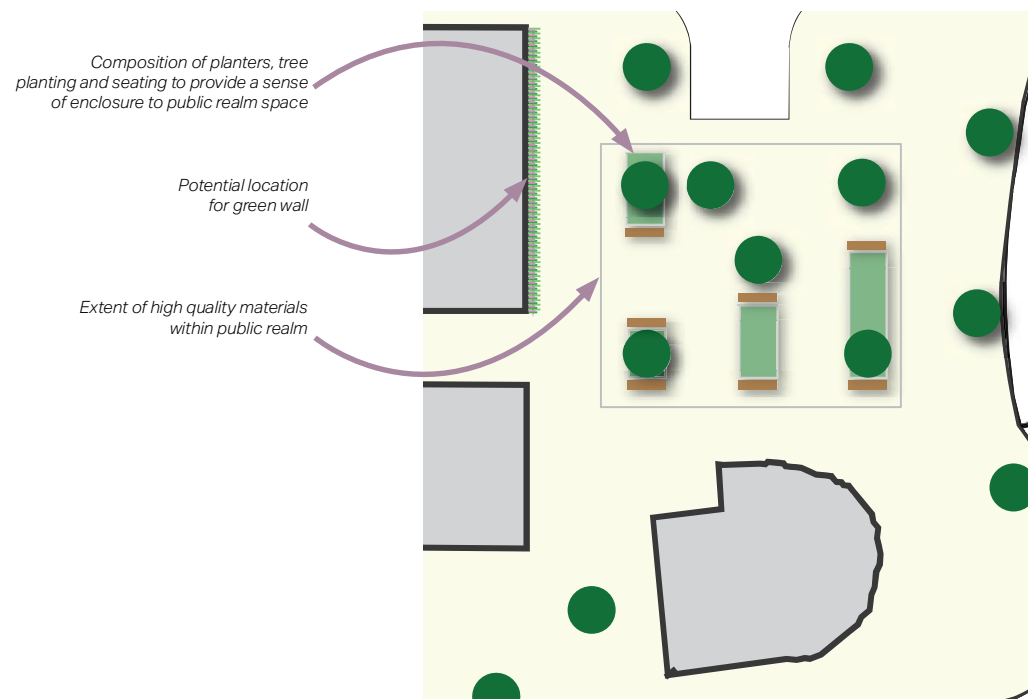 Composition of planters, tree
planting and seating to provide a sense
of enclosure to public realm space
Potential location
for green wall
Extent of high quality materials
within public realm